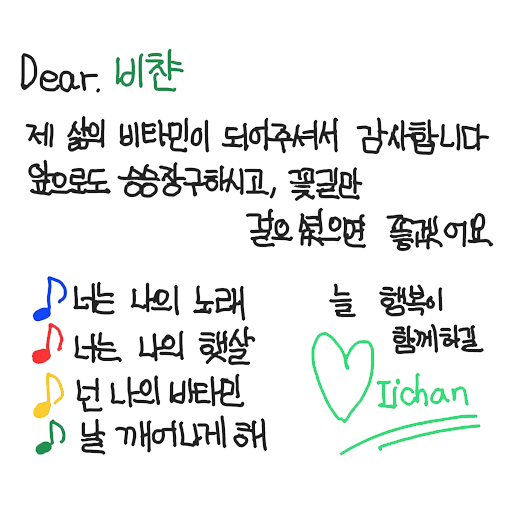 Dear. 비챤
제 삶의 비타민이 되어주셔서 감사합니다
앞으로도 승승장구하시고, 꽃길만
걸으셨으면 좋겠어요
너는 나의 노래
너는 나의 햇살
넌 나의 비타민
날 깨어나게 해
늘 행복이
함께하길
IIchan